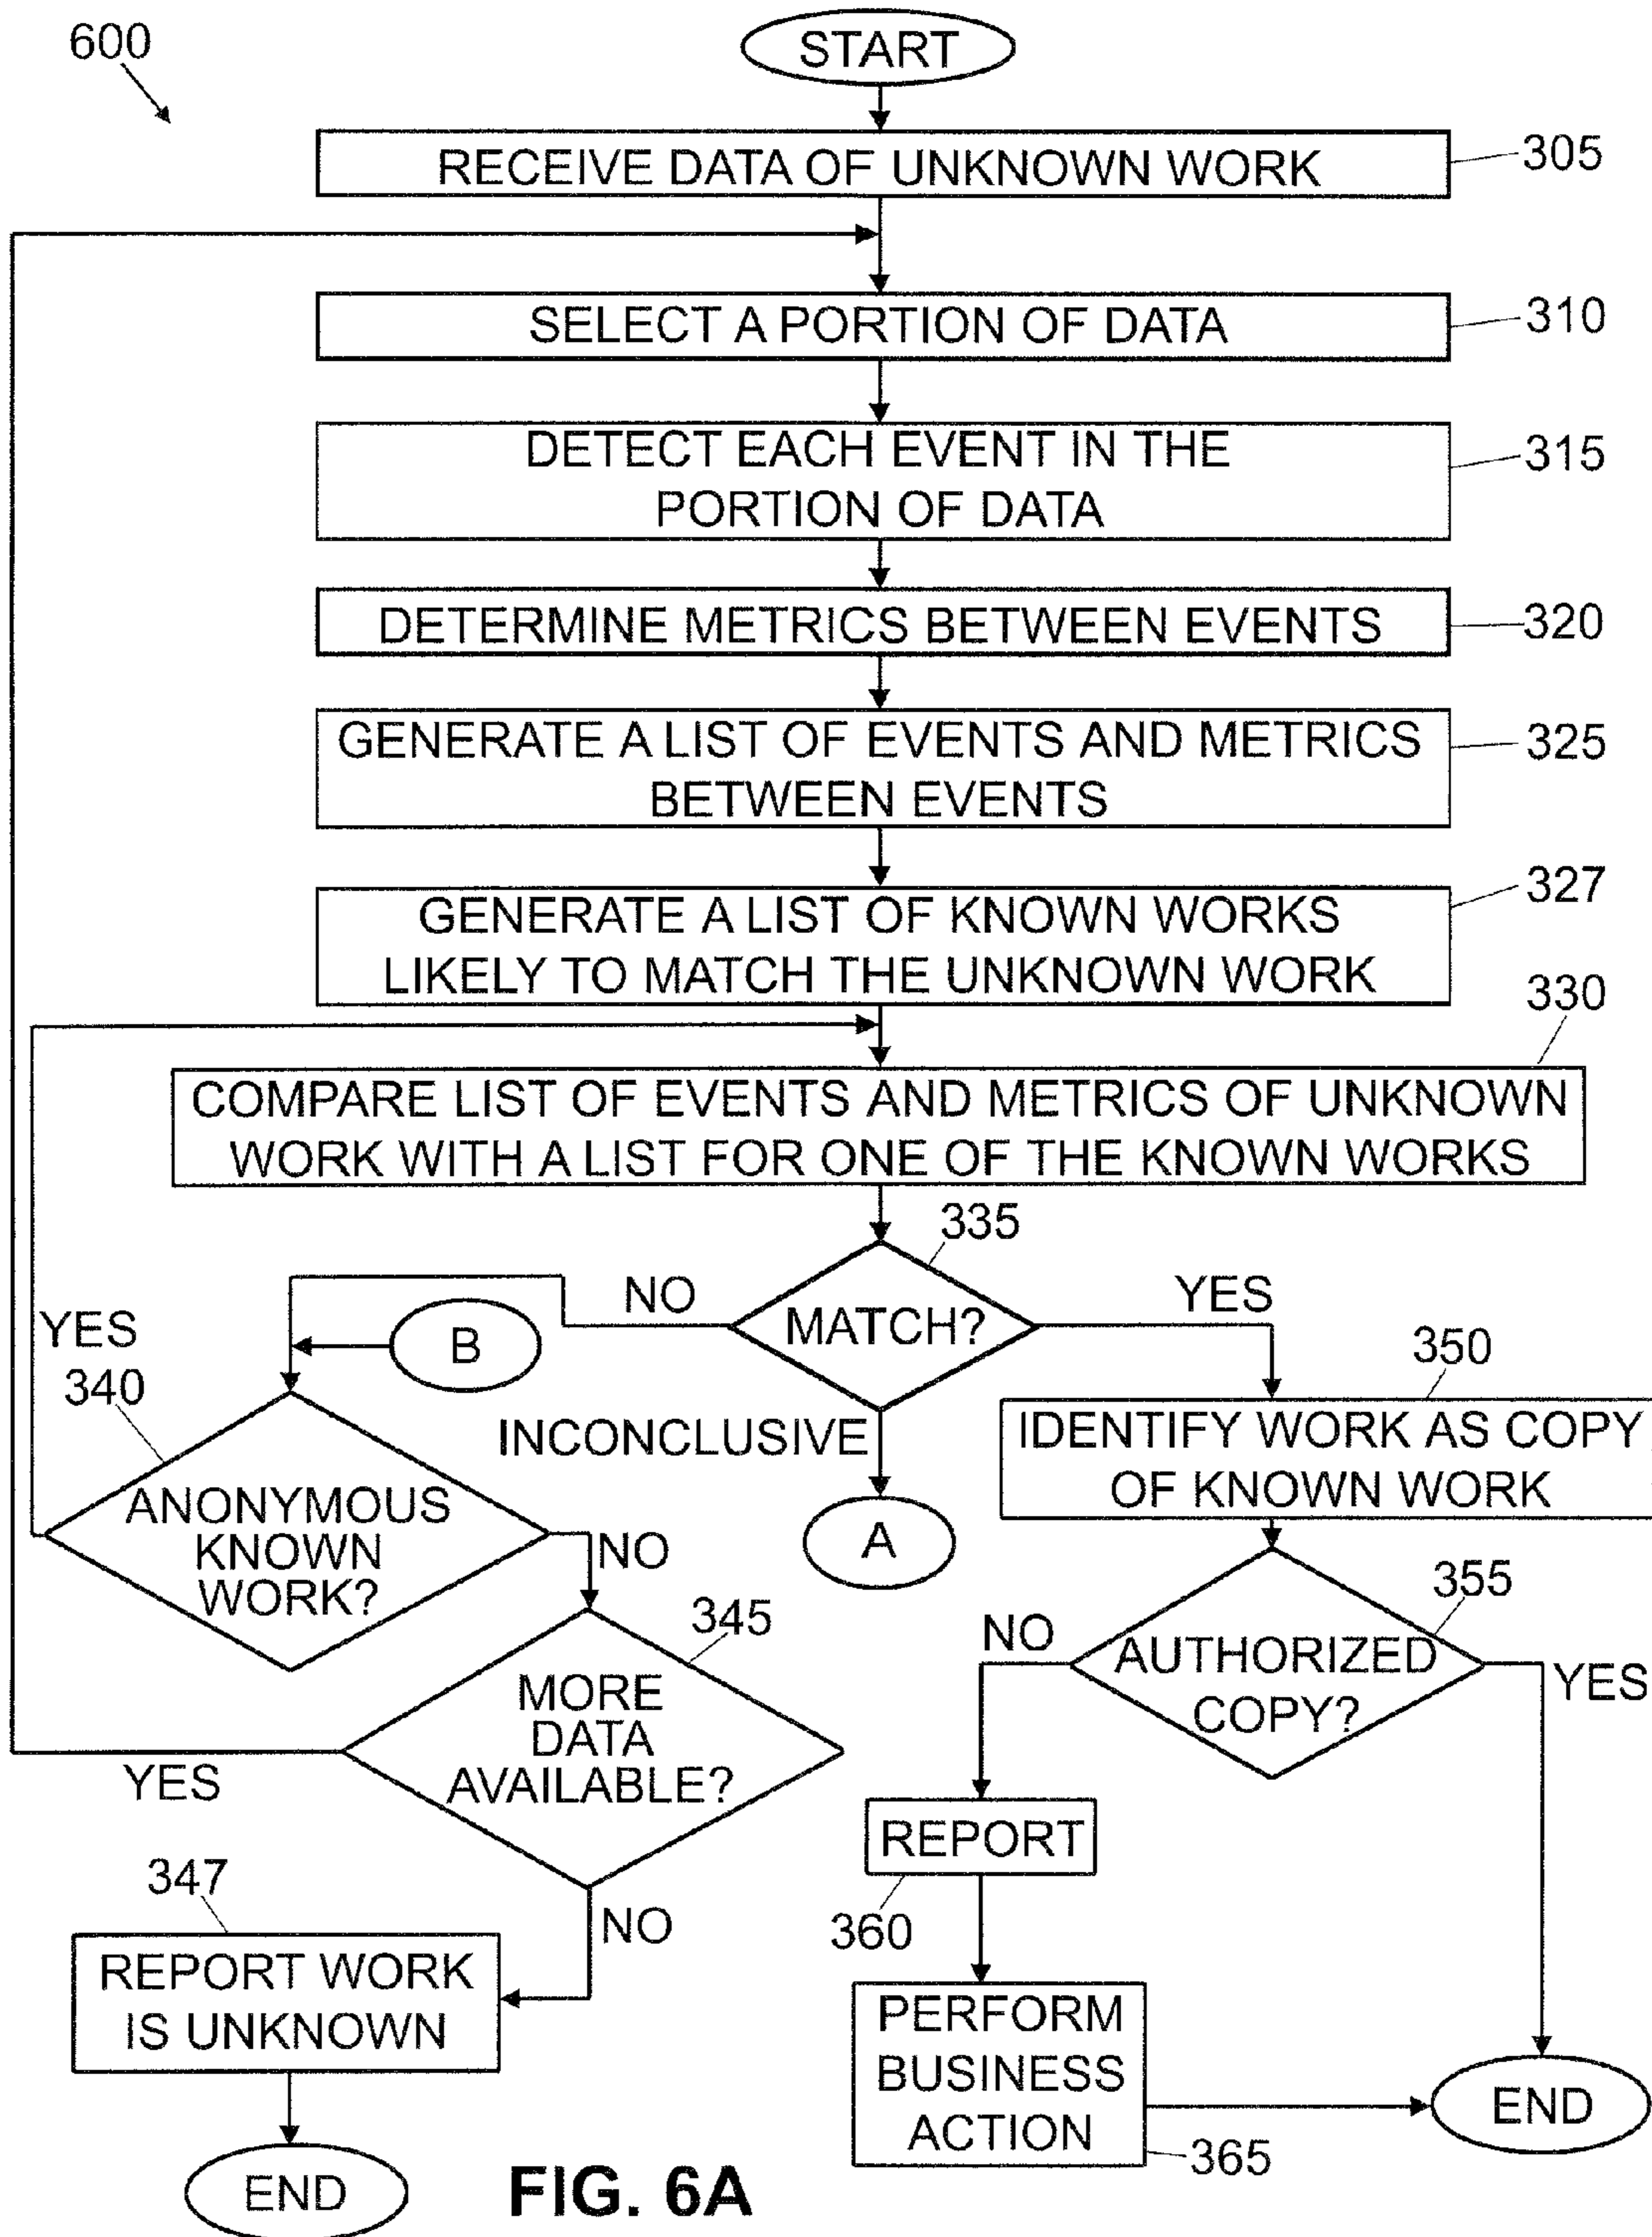 600
START
RECEIVE DATA OF UNKNOWN WORK
305
SELECT A PORTION OF DATA
310
DETECT EACH EVENT IN THE
PORTION OF DATA
315
DETERMINE METRICS BETWEEN EVENTS
320
GENERATE A LIST OF EVENTS AND METRICS
BETWEEN EVENTS
325
GENERATE A LIST OF KNOWN WORKS
LIKELY TO MATCH THE UNKNOWN WORK
327
330
COMPARE LIST OF EVENTS AND METRICS OF UNKNOWN
WORK WITH A LIST FOR ONE OF THE KNOWN WORKS
335
MATCH?
NO
YES
INCONCLUSIVE
A
B
YES
340
ANONYMOUS
KNOWN
WORK?
NO
345
MORE
DATA
AVAILABLE?
YES
NO
347
REPORT WORK
IS UNKNOWN
END
350
IDENTIFY WORK AS COPY
OF KNOWN WORK
355
AUTHORIZED
COPY?
NO
YES
REPORT
360
PERFORM
BUSINESS
ACTION
365
END
FIG. 6A